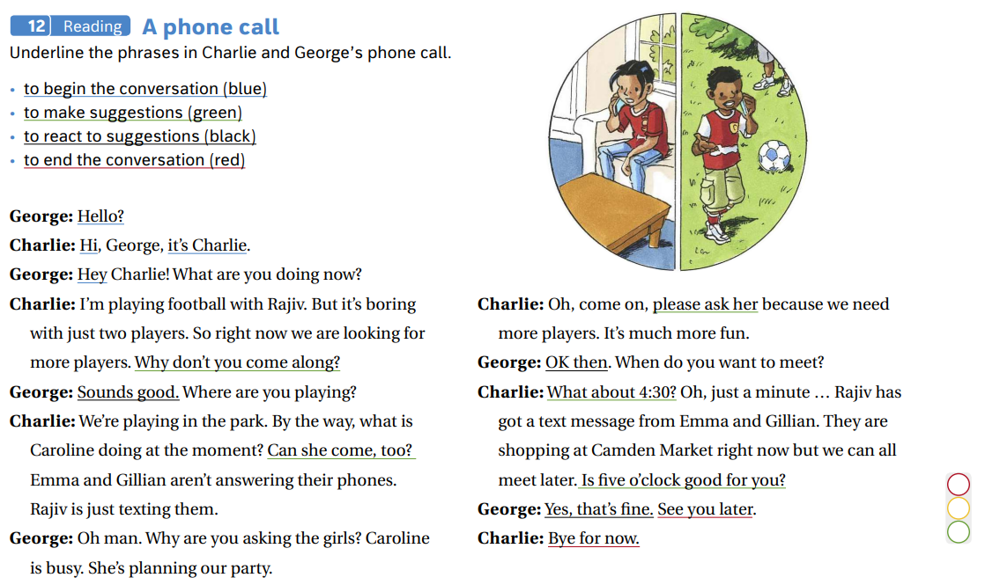 12 Reading A phone call
Underline the phrases in Charlie and George's phone call.
• to begin the conversation (blue)
• to make suggestions (green)
• to react to suggestions (black)
• to end the conversation (red)
George: Hello?
Charlie: Hi, George, it's Charlie.
George: Hey Charlie! What are you doing now?
Charlie: I'm playing football with Rajiv. But it's boring
with just two players. So right now we are looking for
more players. Why don't you come along?
George: Sounds good. Where are you playing?
Charlie: We're playing in the park. By the way, what is
Caroline doing at the moment? Can she come, too?
Emma and Gillian aren't answering their phones.
Rajiv is just texting them.
George: Oh man. Why are you asking the girls? Caroline
is busy. She's planning our party.
Charlie: Oh, come on, please ask her because we need
more players. It's much more fun.
George: OK then. When do you want to meet?
Charlie: What about 4:30? Oh, just a minute … Rajiv has
got a text message from Emma and Gillian. They are
shopping at Camden Market right now but we can all
meet later. Is five o'clock good for you?
George: Yes, that's fine. See you later.
Charlie: Bye for now.